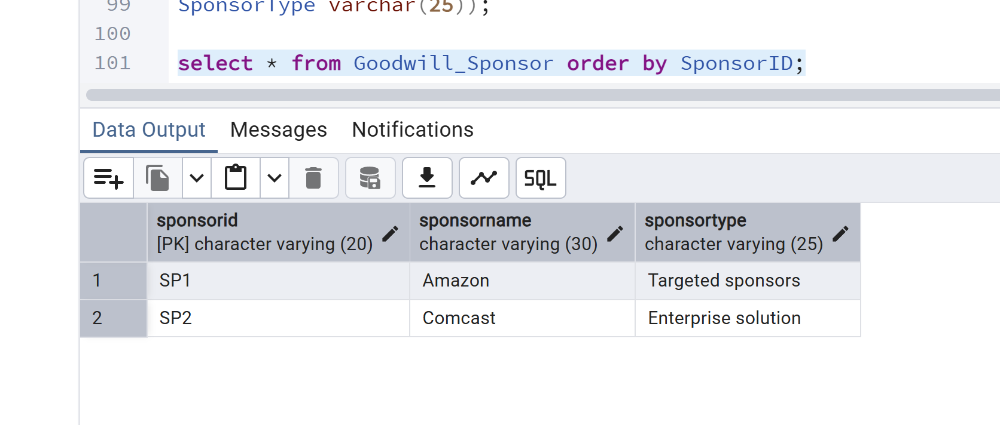 99 SponsorType varchar(25));
100
101 select * from Goodwill_Sponsor order by SponsorID;
Data Output Messages Notifications
SQL
sponsorid sponsorname sponsortype
[PK] character varying (20) character varying (30) character varying (25)
1 SP1 Amazon Targeted sponsors
2 SP2 Comcast Enterprise solution